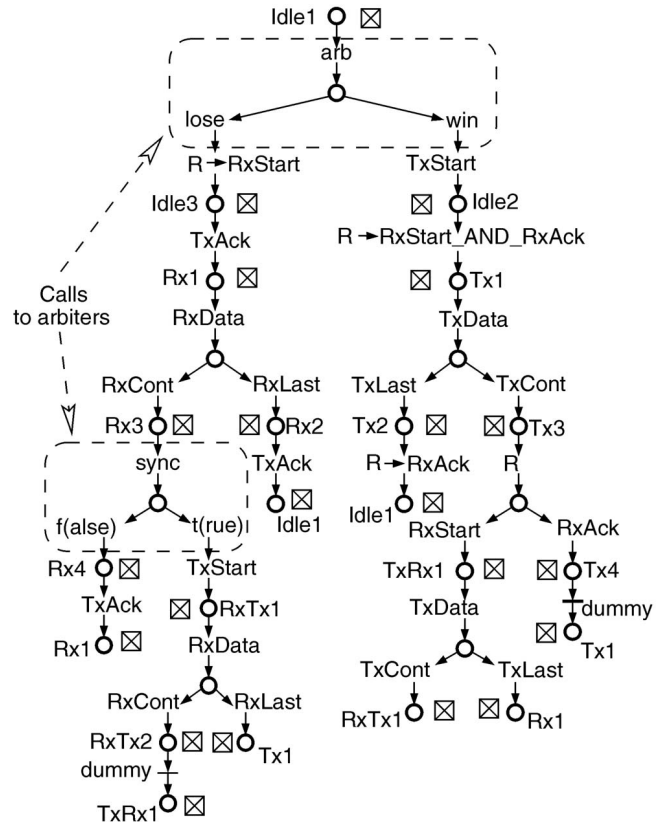 Idle1
arb
lose
win
R → RxStart
TxStart
Idle3
Idle2
TxAck
R → RxStart_AND_RxAck
Rx1
Tx1
Calls
to arbiters
RxData
TxData
RxCont
RxLast
TxLast
TxCont
Rx3
Rx2
Tx2
Tx3
sync
TxAck
R → RxAck
R
Idle1
Idle1
f(alse)
t(rue)
RxStart
RxAck
Rx4
TxStart
TxRx1
Tx4
TxAck
RxTx1
TxData
dummy
Rx1
RxData
Tx1
TxCont
TxLast
RxCont
RxLast
RxTx1
Rx1
RxTx2
Tx1
dummy
TxRx1